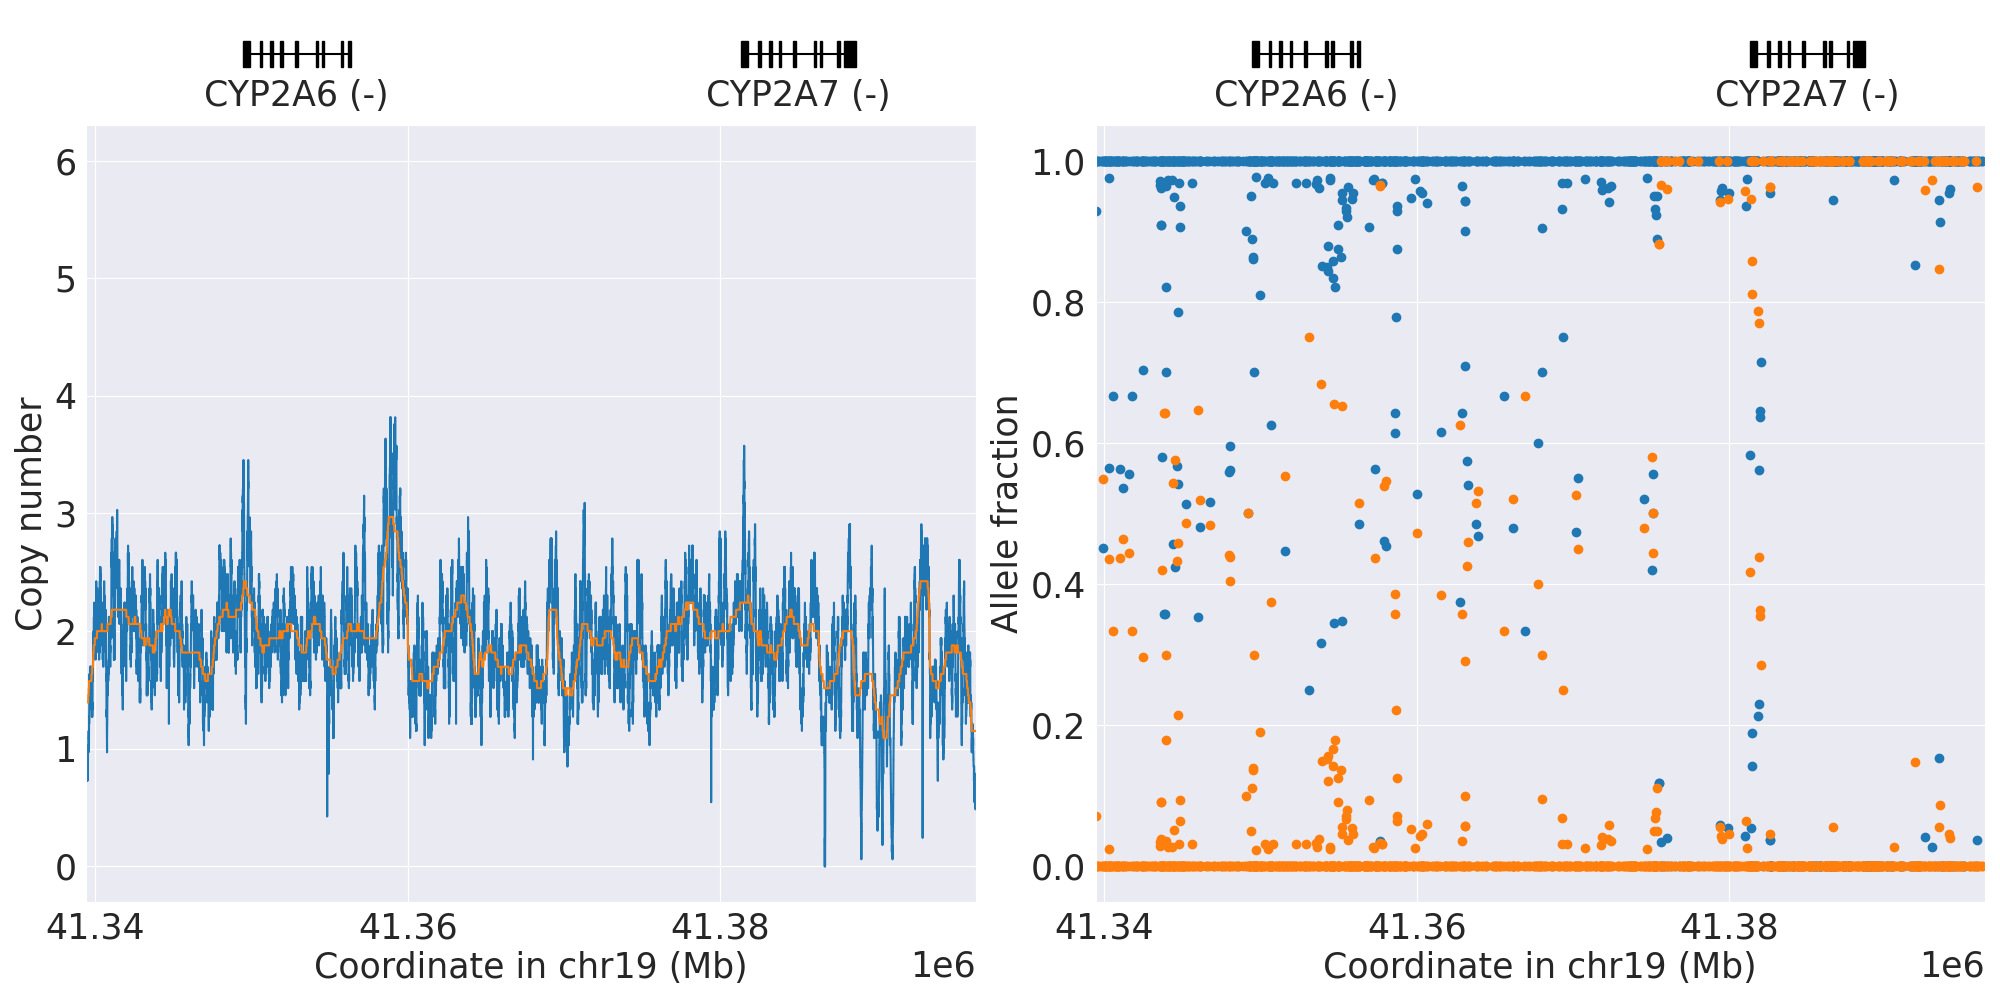 CYP2A6 (-)
CYP2A7 (-)
6
5
4
3
2
1
0
Copy number
41.34
41.36
41.38
Coordinate in chr19 (Mb)
1e6
CYP2A6 (-)
CYP2A7 (-)
1.0
0.8
0.6
0.4
0.2
0.0
Allele fraction
41.34
41.36
41.38
Coordinate in chr19 (Mb)
1e6